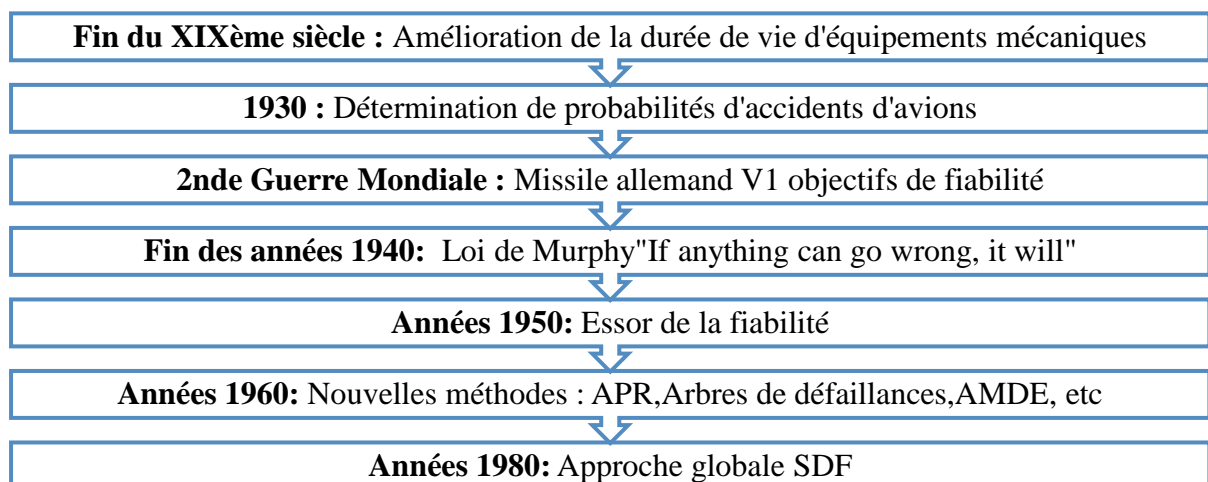 Fin du XIXème siècle : Amélioration de la durée de vie d'équipements mécaniques
1930 : Détermination de probabilités d'accidents d'avions
2nde Guerre Mondiale : Missile allemand V1 objectifs de fiabilité
Fin des années 1940: Loi de Murphy"If anything can go wrong, it will"
Années 1950: Essor de la fiabilité
Années 1960: Nouvelles méthodes : APR,Arbres de défaillances,AMDE, etc
Années 1980: Approche globale SDF